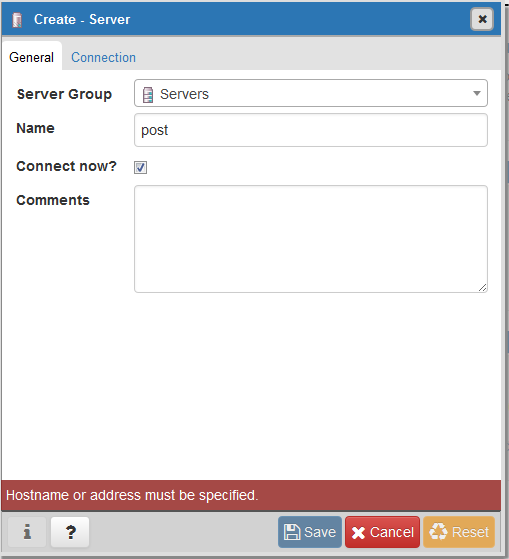 Create - Server
General Connection
Server Group Servers
Name post
Connect now?
Comments
Hostname or address must be specified.
i ? Save Cancel Reset